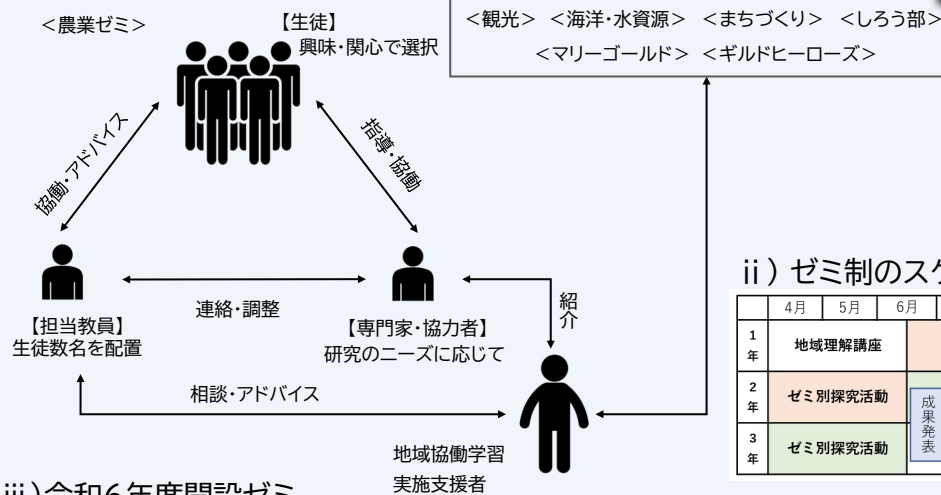 ＜農業ゼミ＞
【生徒】
興味・関心で選択
＜観光＞ ＜海洋・水資源＞ ＜まちづくり＞ ＜しろう部＞
＜マリーゴールド＞ ＜ギルドヒーローズ＞
協働・アドバイス
指導・協働
連絡・調整
【担当教員】
生徒数名を配置
【専門家・協力者】
研究のニーズに応じて
紹介
相談・アドバイス
地域協働学習
実施支援者
ⅱ）ゼミ制のス
4月 5月 6月
1年 地域理解講座
2年 ゼミ別探究活動
成果発表
3年 ゼミ別探究活動
ⅲ）令和6年度開設ゼミ